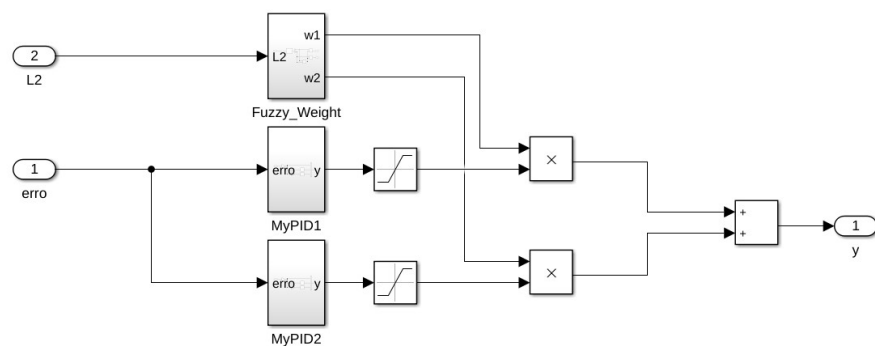 2
L2
L2
w1
w2
Fuzzy_Weight
1
erro
erro
y
MyPID1
×
erro
y
MyPID2
×
+
+
1
y